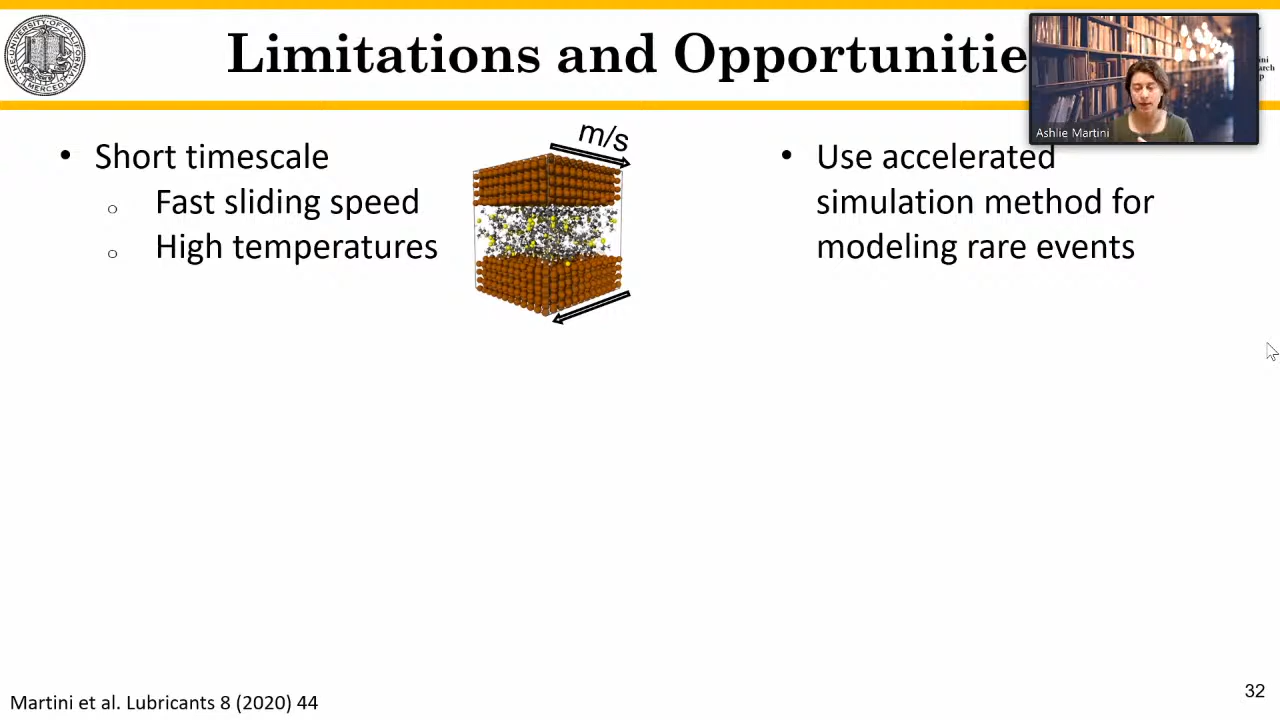 Limitations and Opportunitie
Ashlie Martini
• Short timescale
○ Fast sliding speed
○ High temperatures
m/s
• Use accelerated
simulation method for
modeling rare events
Martini et al. Lubricants 8 (2020) 44
32